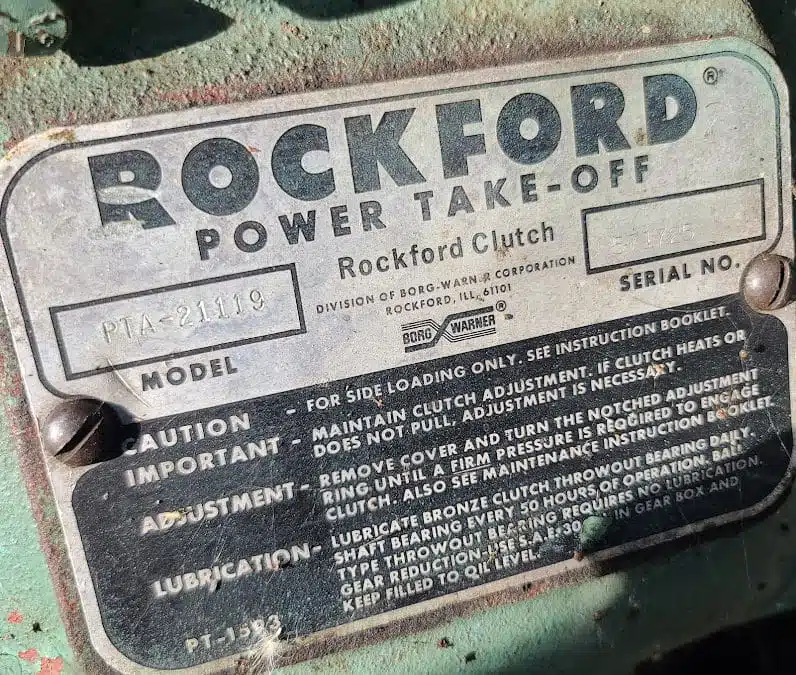 ROCKFORD®
POWER TAKE-OFF
Rockford Clutch
DIVISION OF BORG-WARNER CORPORATION
ROCKFORD, ILL. 61101
BORG WARNER®
PTA-21119
MODEL
SERIAL NO.
CAUTION - FOR SIDE LOADING ONLY. SEE INSTRUCTION BOOKLET.
IMPORTANT - MAINTAIN CLUTCH ADJUSTMENT. IF CLUTCH HEATS OR
DOES NOT PULL, ADJUSTMENT IS NECESSARY.
ADJUSTMENT - REMOVE COVER AND TURN THE NOTCHED ADJUSTMENT
RING UNTIL A FIRM PRESSURE IS REQUIRED TO ENGAGE
CLUTCH. ALSO SEE MAINTENANCE INSTRUCTION BOOKLET.
LUBRICATION - LUBRICATE BRONZE CLUTCH THROWOUT BEARING DAILY.
SHAFT BEARING EVERY 50 HOURS OF OPERATION. BALL
TYPE THROWOUT BEARING REQUIRES NO LUBRICATION.
GEAR REDUCTION-USE S.A.E. 30 IN GEAR BOX AND
KEEP FILLED TO OIL LEVEL.
PT-1593